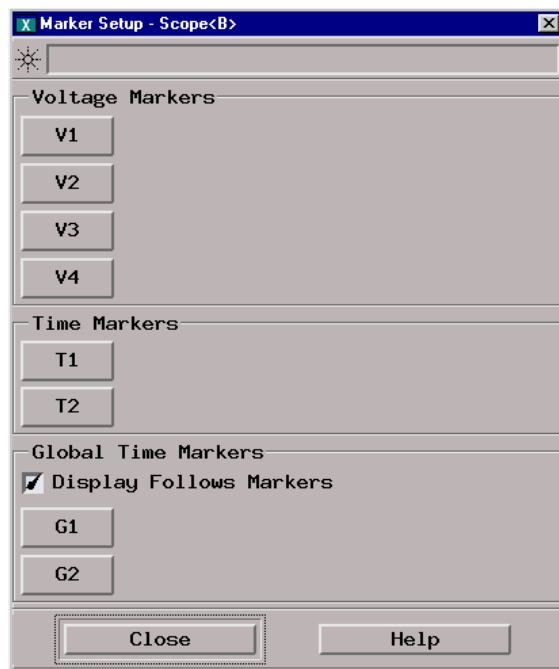 Marker Setup - Scope<B>
Voltage Markers
V1
V2
V3
V4
Time Markers
T1
T2
Global Time Markers
Display Follows Markers
G1
G2
Close Help